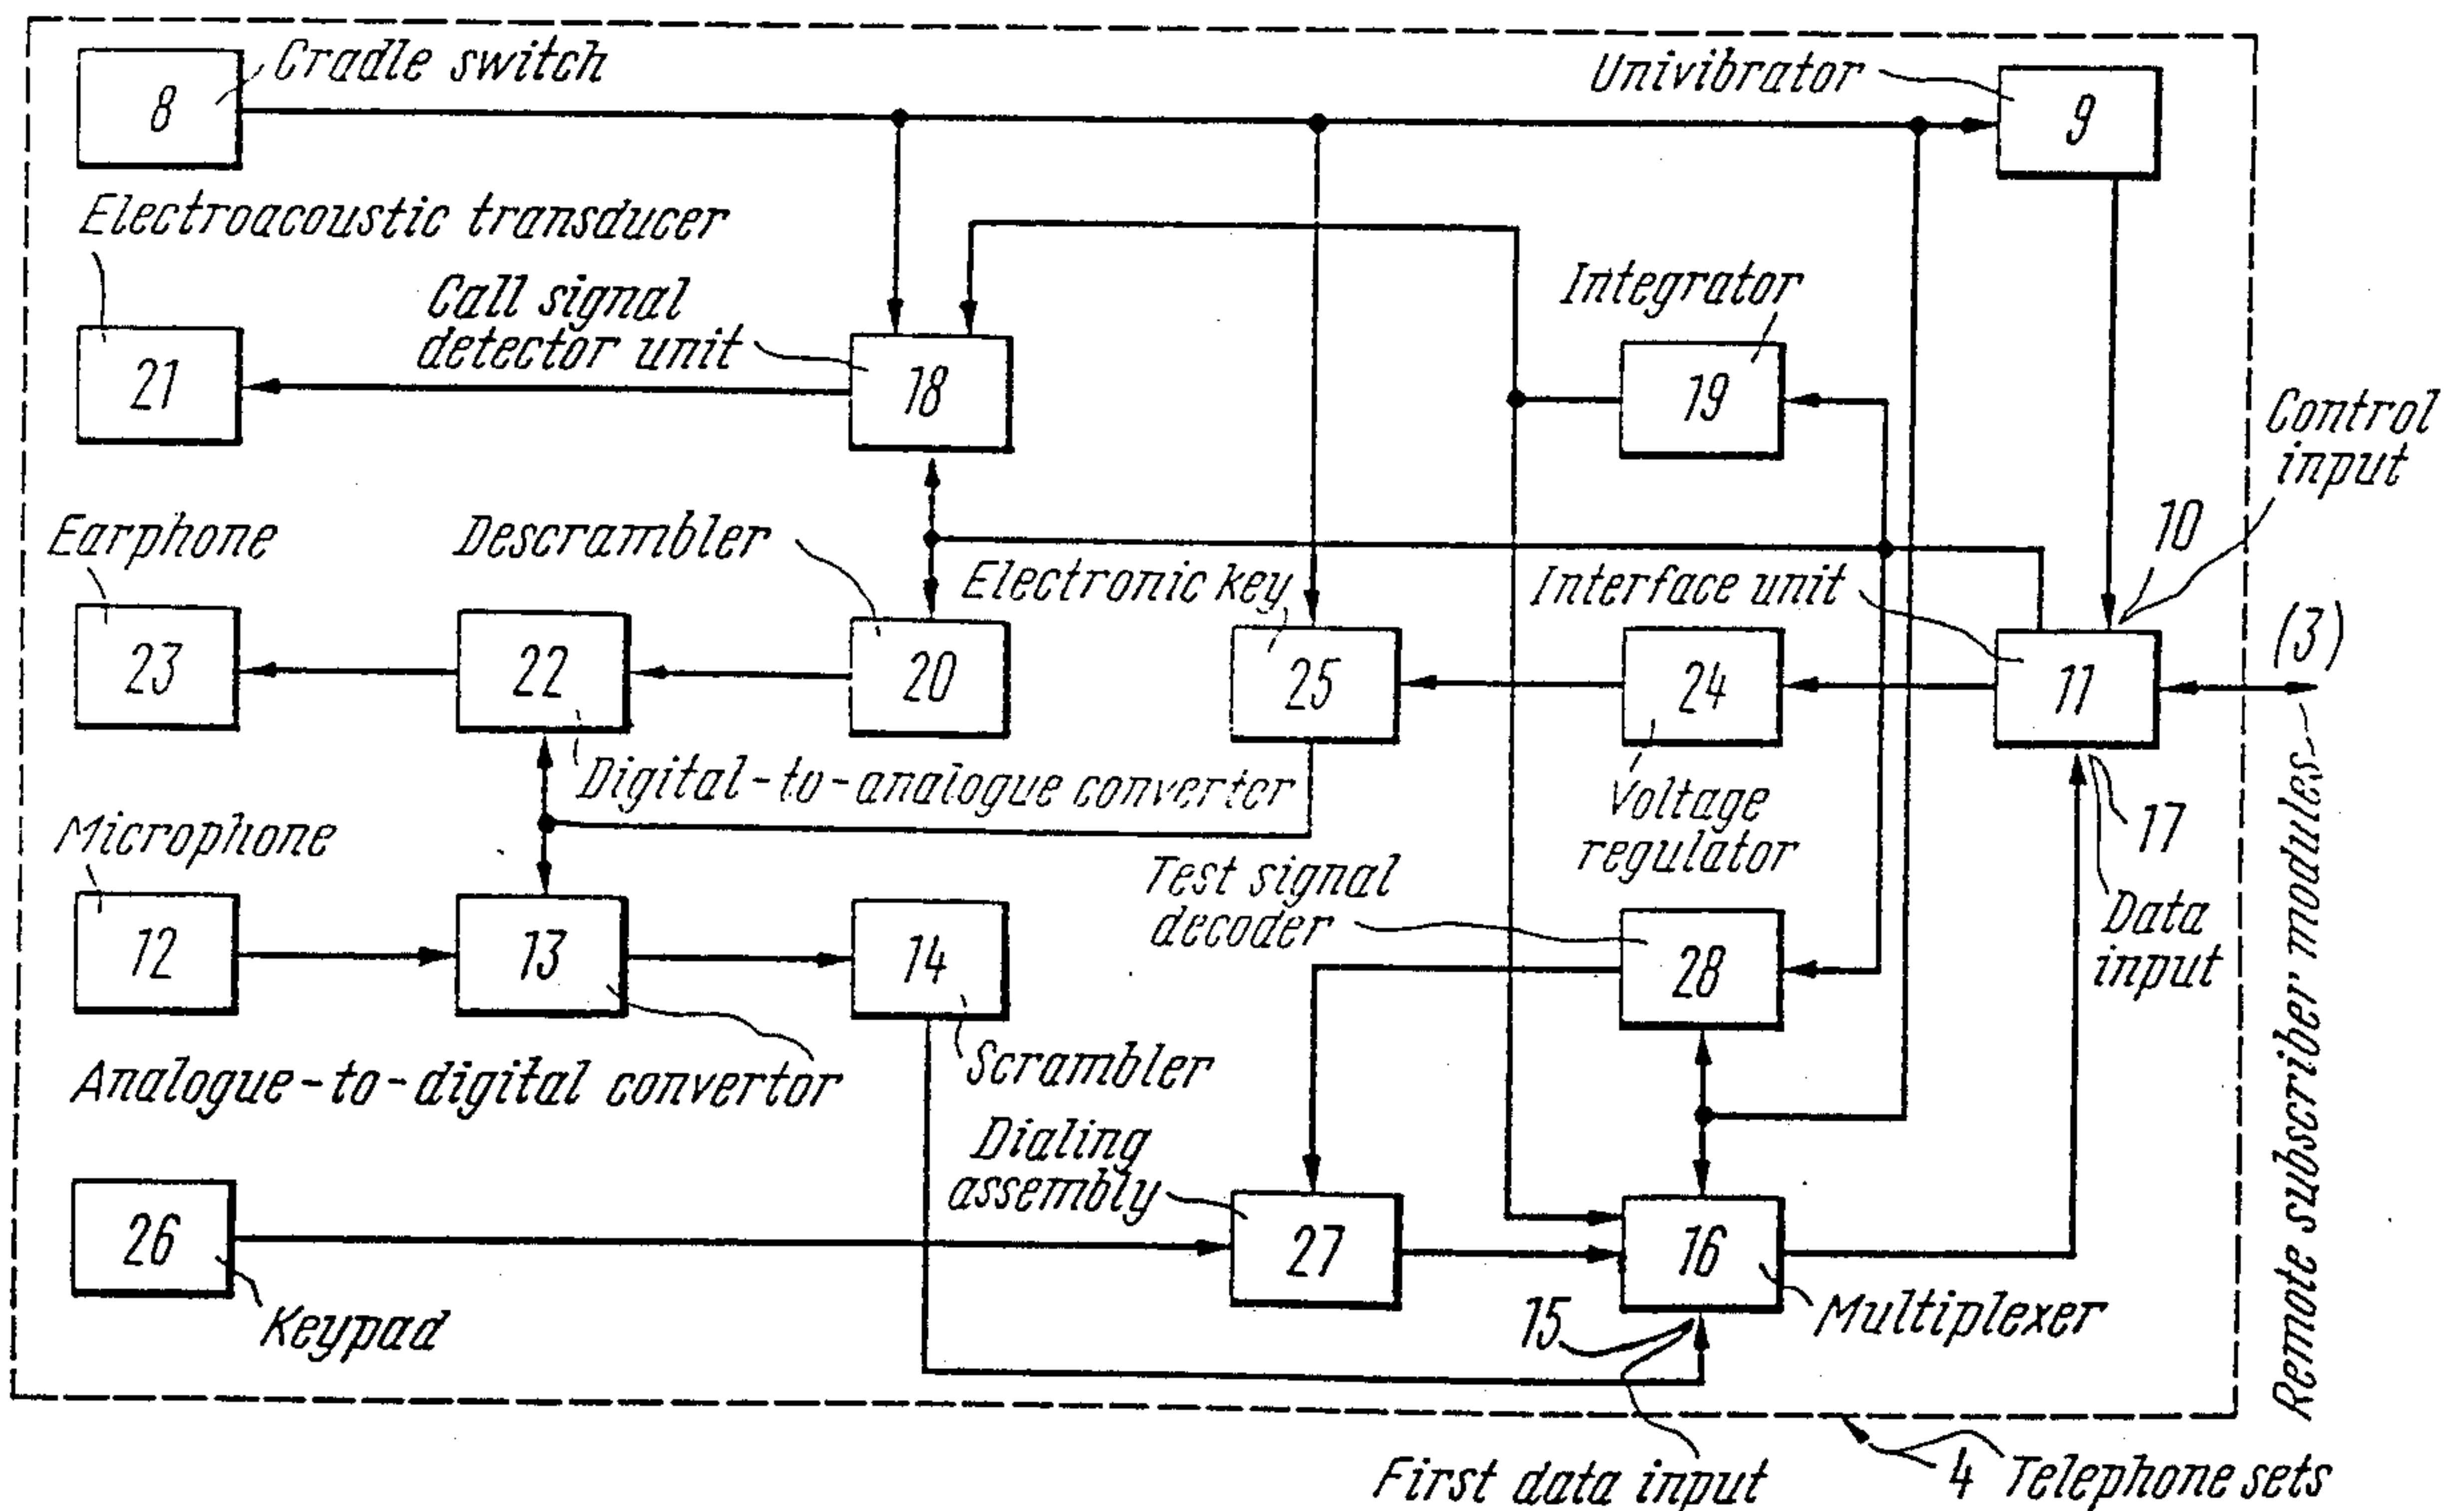 Cradle switch
8
Univibrator
9
Electroacoustic transducer
21
Call signal
detector unit
18
Integrator
19
Control
input
10
Earphone
23
Descrambler
22
20
Electronic key
25
Interface unit
24
11
(3)
Digital-to-analogue converter
Voltage
regulator
17
Data
input
Remote subscriber modules
Microphone
12
13
14
Test signal
decoder
28
Analogue-to-digital convertor
Scrambler
Dialing
assembly
26
Keypad
27
16
15
Multiplexer
First data input
4 Telephone sets